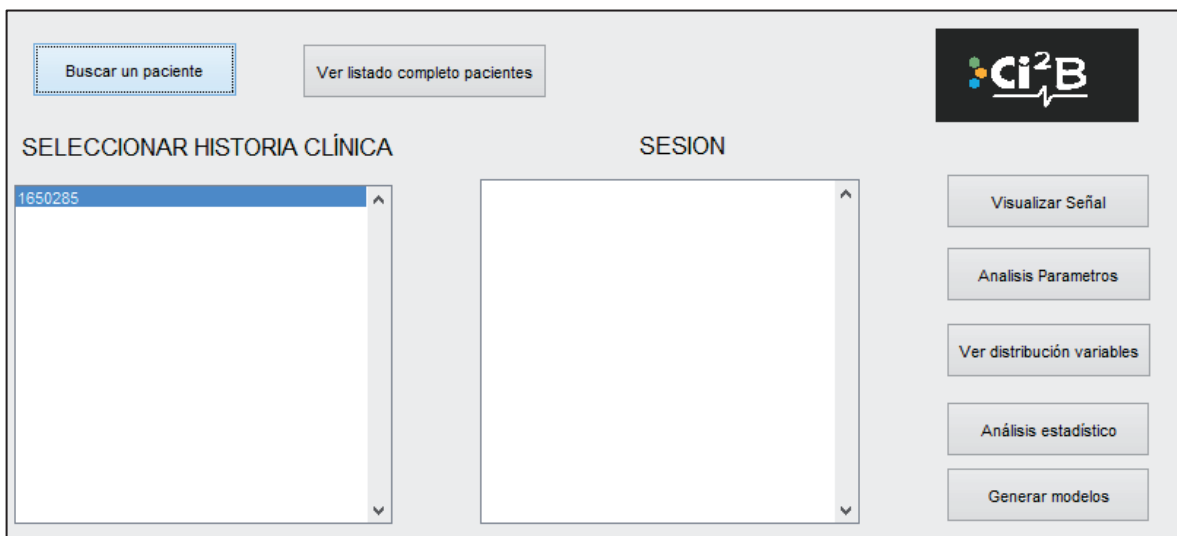 Buscar un paciente
Ver listado completo pacientes
Ci²B
SELECCIONAR HISTORIA CLÍNICA
SESION
1650285
Visualizar Señal
Analisis Parametros
Ver distribución variables
Análisis estadístico
Generar modelos